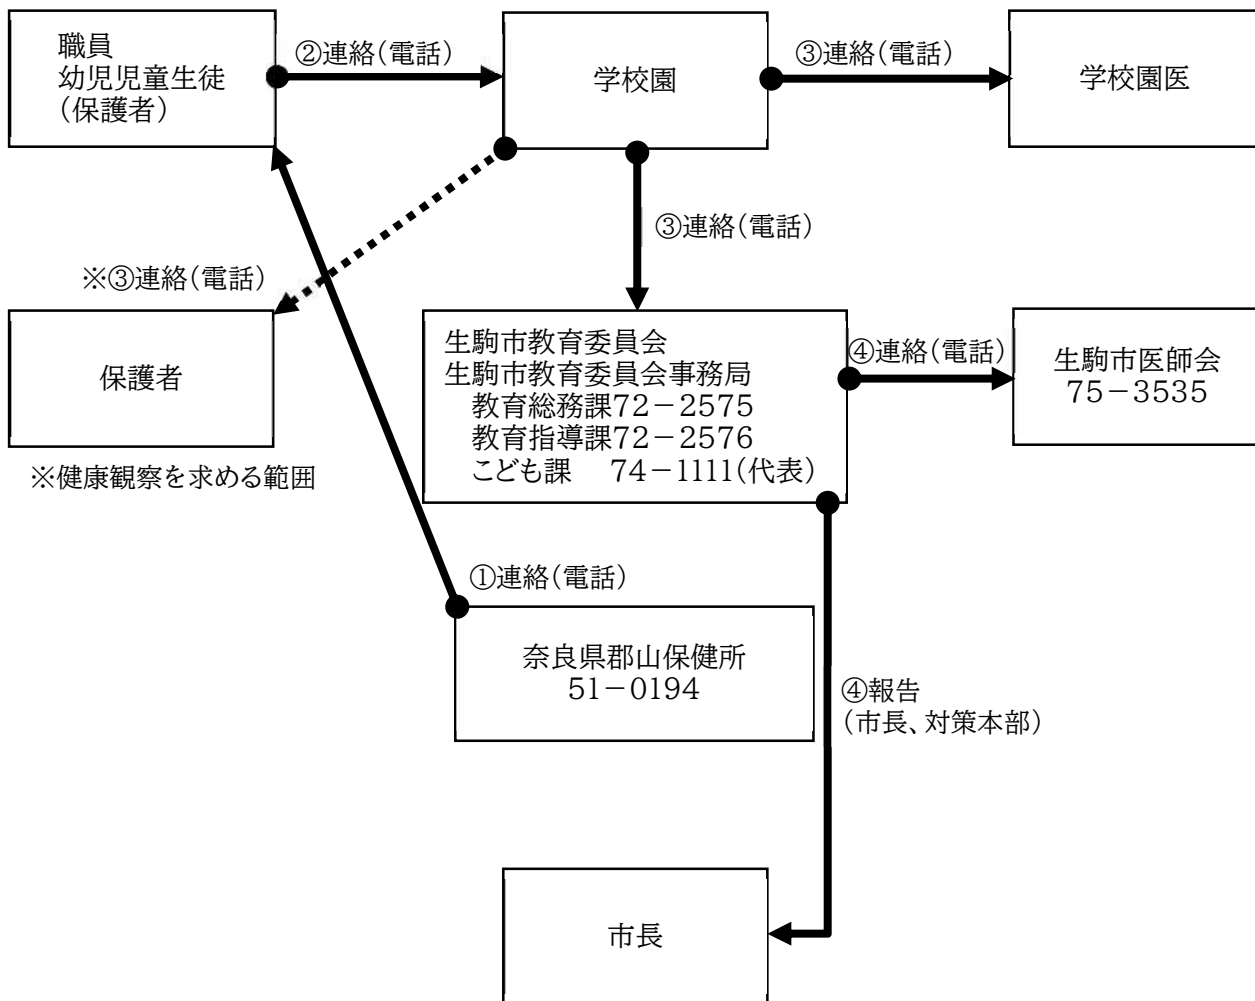 職員
幼児児童生徒
(保護者)
②連絡(電話)
学校園
③連絡(電話)
学校園医
③連絡(電話)
※③連絡(電話)
保護者
※健康観察を求める範囲
生駒市教育委員会
生駒市教育委員会事務局
教育総務課72-2575
教育指導課72-2576
こども課 74-1111(代表)
④連絡(電話)
生駒市医師会
75-3535
①連絡(電話)
奈良県郡山保健所
51-0194
④報告
(市長、対策本部)
市長